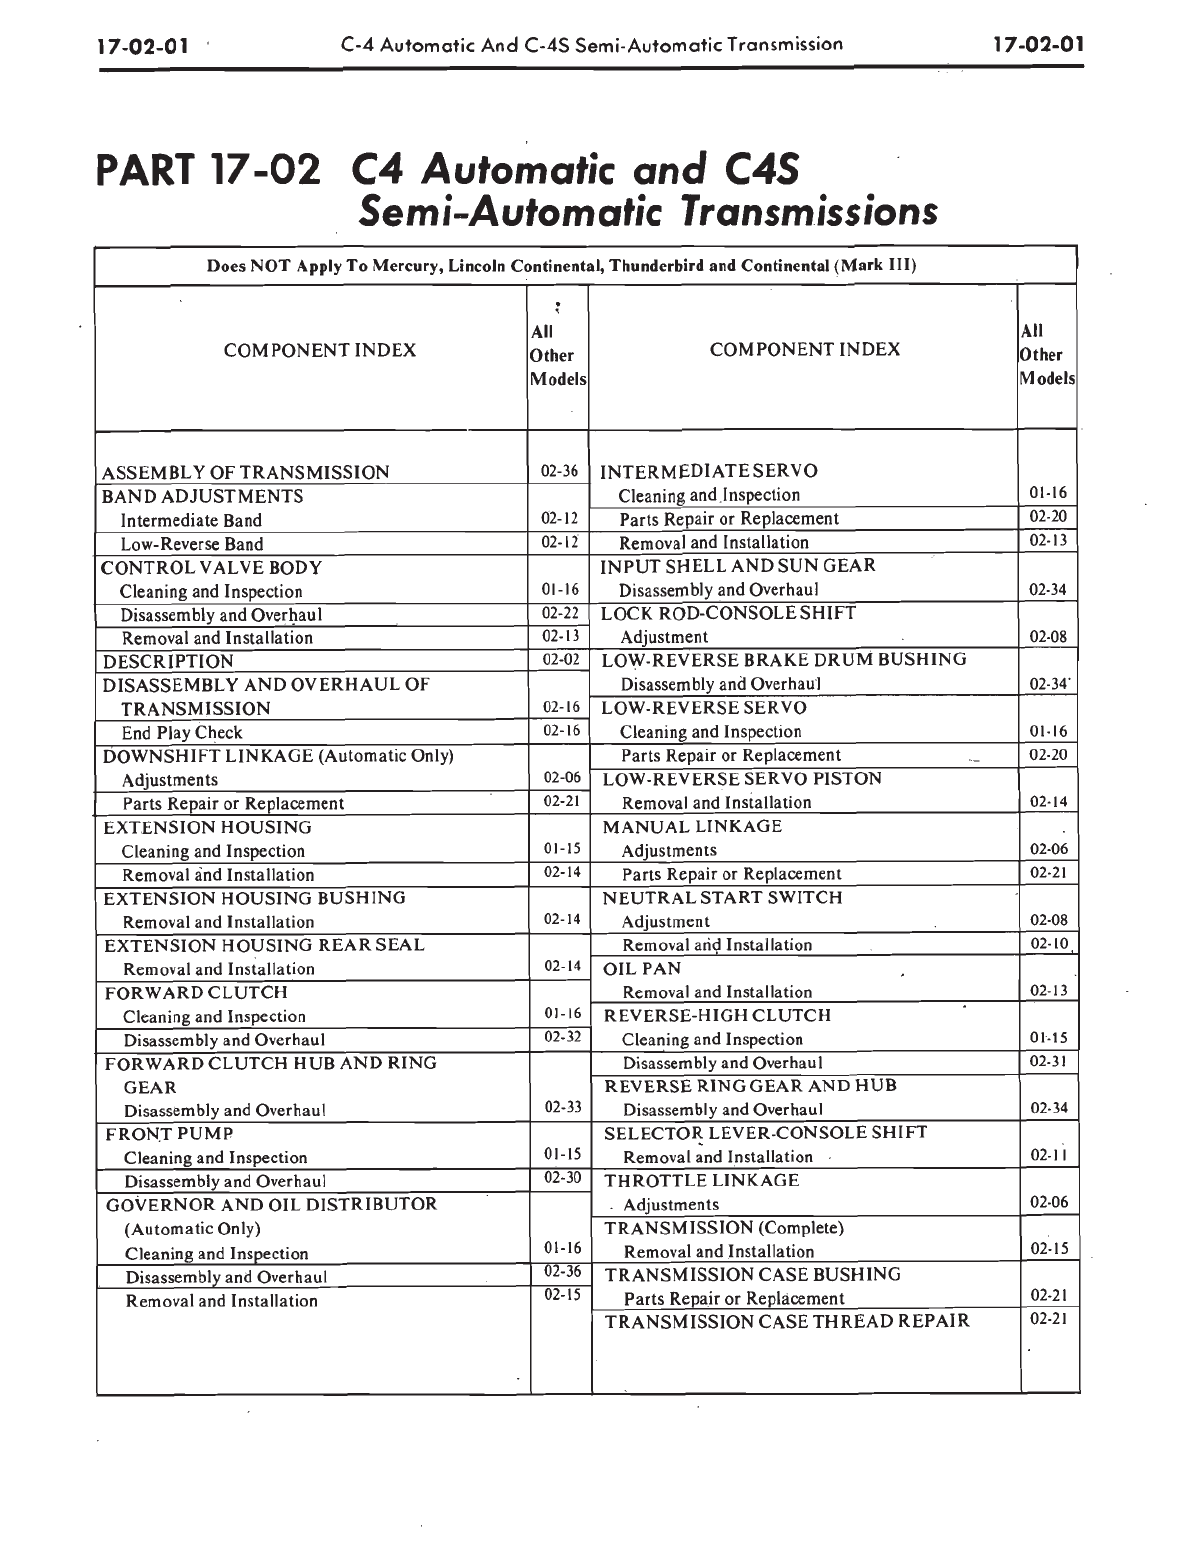 17-02-01
C-4 Automatic And C-4S Semi-Automatic Transmission
17-02-01
PART 17-02 C4 Automatic and C4S
Semi-Automatic Transmissions
Does NOT Apply To Mercury, Lincoln Continental, Thunderbird and Continental (Mark III)
COMPONENT INDEX
All
Other
Models
ASSEMBLY OF TRANSMISSION 02-36
BAND ADJUSTMENTS
Intermediate Band 02-12
Low-Reverse Band 02-12
CONTROL VALVE BODY
Cleaning and Inspection 01-16
Disassembly and Overhaul 02-22
Removal and Installation 02-13
DESCRIPTION 02-02
DISASSEMBLY AND OVERHAUL OF
TRANSMISSION 02-16
End Play Check 02-16
DOWNSHIFT LINKAGE (Automatic Only)
Adjustments 02-06
Parts Repair or Replacement 02-21
EXTENSION HOUSING
Cleaning and Inspection 01-15
Removal and Installation 02-14
EXTENSION HOUSING BUSHING
Removal and Installation 02-14
EXTENSION HOUSING REAR SEAL
Removal and Installation 02-14
FORWARD CLUTCH
Cleaning and Inspection 01-16
Disassembly and Overhaul 02-32
FORWARD CLUTCH HUB AND RING
GEAR
Disassembly and Overhaul 02-33
FRONT PUMP
Cleaning and Inspection 01-15
Disassembly and Overhaul 02-30
GOVERNOR AND OIL DISTRIBUTOR
(Automatic Only)
Cleaning and Inspection 01-16
Disassembly and Overhaul 02-36
Removal and Installation 02-15
COMPONENT INDEX
All
Other
Models
INTERMEDIATE SERVO
Cleaning and Inspection 01-16
Parts Repair or Replacement 02-20
Removal and Installation 02-13
INPUT SHELL AND SUN GEAR
Disassembly and Overhaul 02-34
LOCK ROD-CONSOLE SHIFT
Adjustment 02-08
LOW-REVERSE BRAKE DRUM BUSHING
Disassembly and Overhaul 02-34
LOW-REVERSE SERVO
Cleaning and Inspection 01-16
Parts Repair or Replacement 02-20
LOW-REVERSE SERVO PISTON
Removal and Installation 02-14
MANUAL LINKAGE
Adjustments 02-06
Parts Repair or Replacement 02-21
NEUTRAL START SWITCH
Adjustment 02-08
Removal and Installation 02-10
OIL PAN
Removal and Installation 02-13
REVERSE-HIGH CLUTCH
Cleaning and Inspection 01-15
Disassembly and Overhaul 02-31
REVERSE RING GEAR AND HUB
Disassembly and Overhaul 02-34
SELECTOR LEVER-CONSOLE SHIFT
Removal and Installation 02-11
THROTTLE LINKAGE
Adjustments 02-06
TRANSMISSION (Complete)
Removal and Installation 02-15
TRANSMISSION CASE BUSHING
Parts Repair or Replacement 02-21
TRANSMISSION CASE THREAD REPAIR 02-21